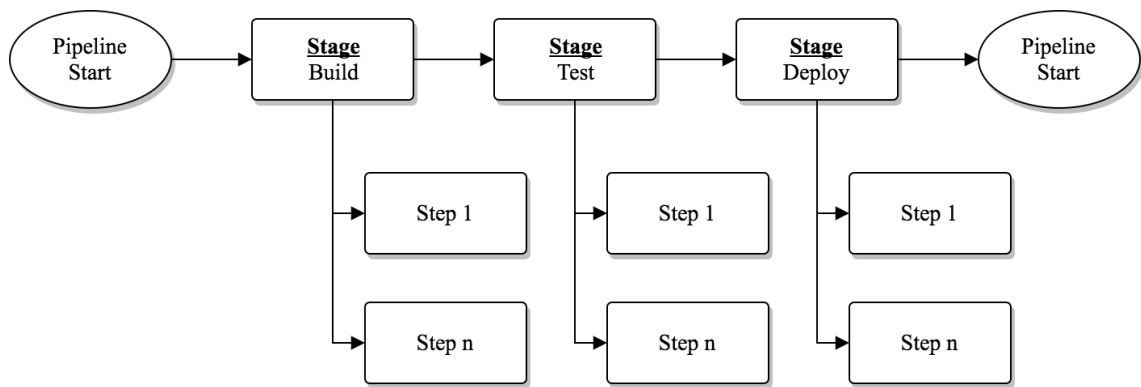 Pipeline
Start
Stage
Build
Stage
Test
Stage
Deploy
Pipeline
Start
Step 1
Step 1
Step 1
Step n
Step n
Step n